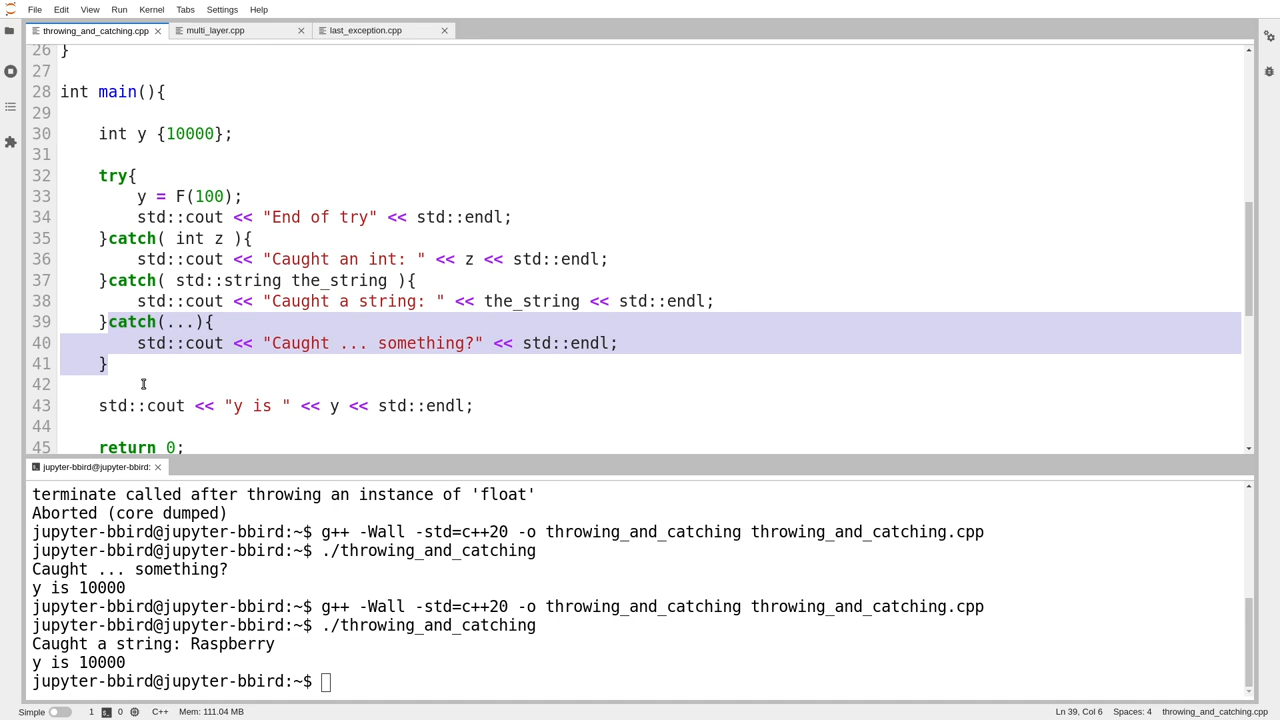 File Edit View Run Kernel Tabs Settings Help
throwing_and_catching.cpp multi_layer.cpp last_exception.cpp
26 }
27
28 int main(){
29
30     int y {10000};
31
32     try{
33         y = F(100);
34         std::cout << "End of try" << std::endl;
35     }catch( int z ){
36         std::cout << "Caught an int: " << z << std::endl;
37     }catch( std::string the_string ){
38         std::cout << "Caught a string: " << the_string << std::endl;
39     }catch(...){
40         std::cout << "Caught ... something?" << std::endl;
41     }
42
43     std::cout << "y is " << y << std::endl;
44
45     return 0;
jupyter-bbird@jupyter-bbird:
terminate called after throwing an instance of 'float'
Aborted (core dumped)
jupyter-bbird@jupyter-bbird:~$ g++ -Wall -std=c++20 -o throwing_and_catching throwing_and_catching.cpp
jupyter-bbird@jupyter-bbird:~$ ./throwing_and_catching
Caught ... something?
y is 10000
jupyter-bbird@jupyter-bbird:~$ g++ -Wall -std=c++20 -o throwing_and_catching throwing_and_catching.cpp
jupyter-bbird@jupyter-bbird:~$ ./throwing_and_catching
Caught a string: Raspberry
y is 10000
jupyter-bbird@jupyter-bbird:~$
Simple 1 0 C++ Mem: 111.04 MB Ln 39, Col 6 Spaces: 4 throwing_and_catching.cpp